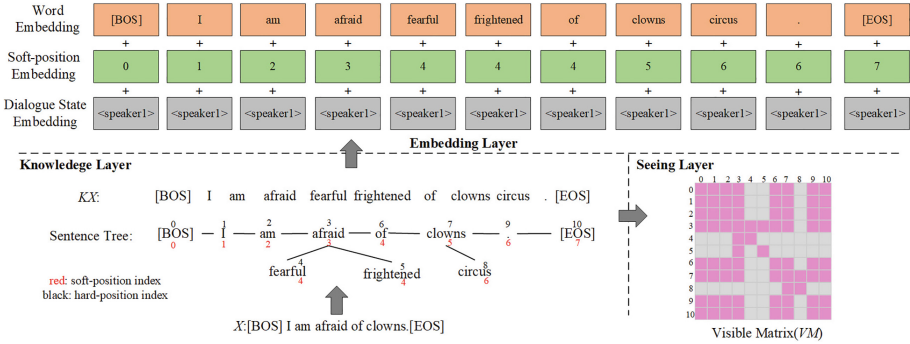 Word Embedding [BOS] I am afraid fearful frightened of clowns circus . [EOS]
+ + + + + + + + + + +
Soft-position Embedding 0 1 2 3 4 4 4 5 6 6 7
+ + + + + + + + + + +
Dialogue State Embedding <speaker1> <speaker1> <speaker1> <speaker1> <speaker1> <speaker1> <speaker1> <speaker1> <speaker1> <speaker1> <speaker1>
Embedding Layer
Knowledege Layer
KX: [BOS] I am afraid fearful frightened of clowns circus . [EOS]
0 1 2 3 6 7 9 10
Sentence Tree: [BOS] I am afraid of clowns . [EOS]
0 1 2 3 4 5 6 7
4 5 8
fearful frightened circus
4 4 6
red: soft-position index
black: hard-position index
X:[BOS] I am afraid of clowns.[EOS]
Seeing Layer
0 1 2 3 4 5 6 7 8 9 10
0
1
2
3
4
5
6
7
8
9
10
Visible Matrix(VM)